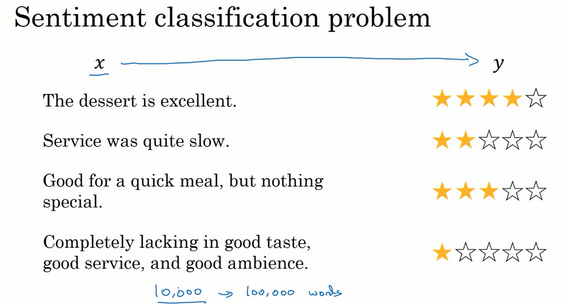 Sentiment classification problem
x y
The dessert is excellent.
Service was quite slow.
Good for a quick meal, but nothing
special.
Completely lacking in good taste,
good service, and good ambience.
10,000 → 100,000 words